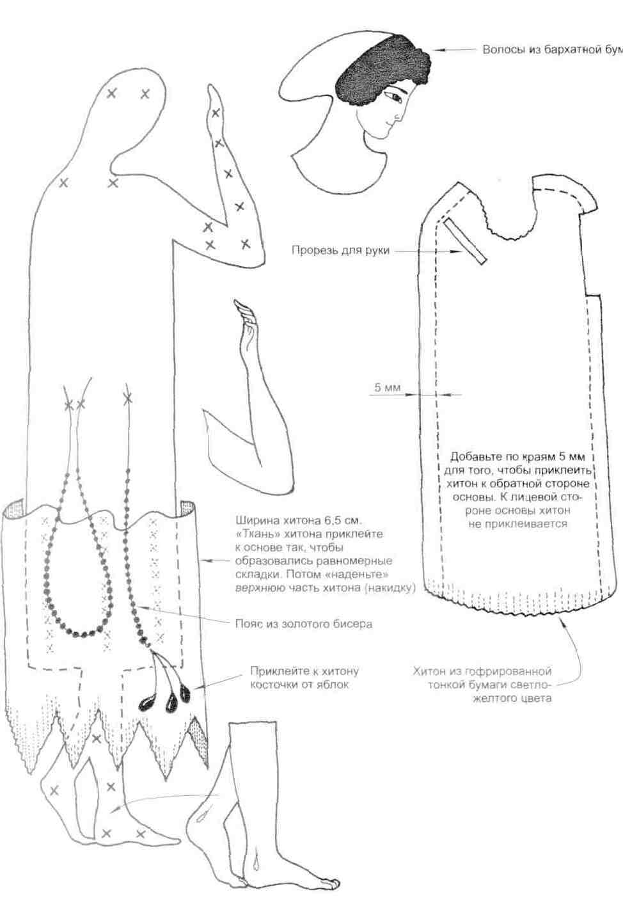 Волосы из бархатной бум
Прорезь для руки
5 мм
Добавьте по краям 5 мм
для того, чтобы приклеить
хитон к обратной стороне
основы. К лицевой сто-
роне основы хитон
не приклеивается
Ширина хитона 6,5 см.
«Ткань» хитона приклейте
к основе так, чтобы
образовались равномерные
складки. Потом «наденьте»
верхнюю часть хитона (накидку)
Пояс из золотого бисера
Приклейте к хитону
косточки от яблок
Хитон из гофрированной
тонкой бумаги светло-
желтого цвета